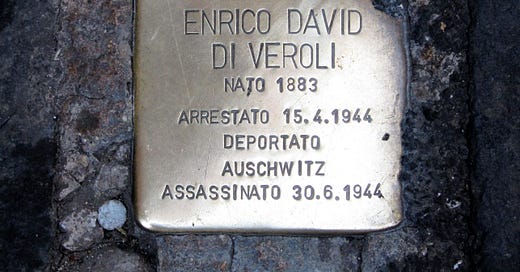 ENRICO DAVID
DI VEROLI
NATO 1883
ARRESTATO 15.4.1944
DEPORTATO
AUSCHWITZ
ASSASSINATO 30.6.1944